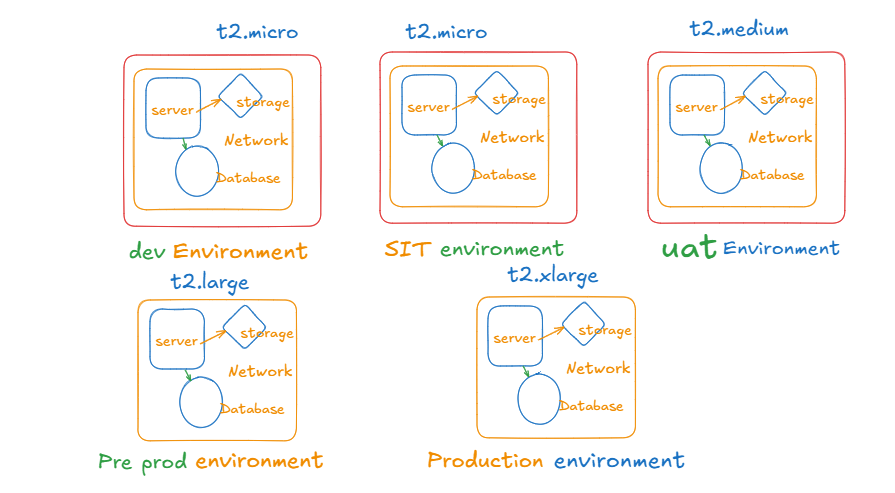 t2.micro
t2.micro
t2.medium
server
storage
Network
Database
server
storage
Network
Database
server
storage
Network
Database
dev Environment
SIT environment
uat Environment
t2.large
t2.xlarge
server
storage
Network
Database
server
storage
Network
Database
Pre prod environment
Production environment